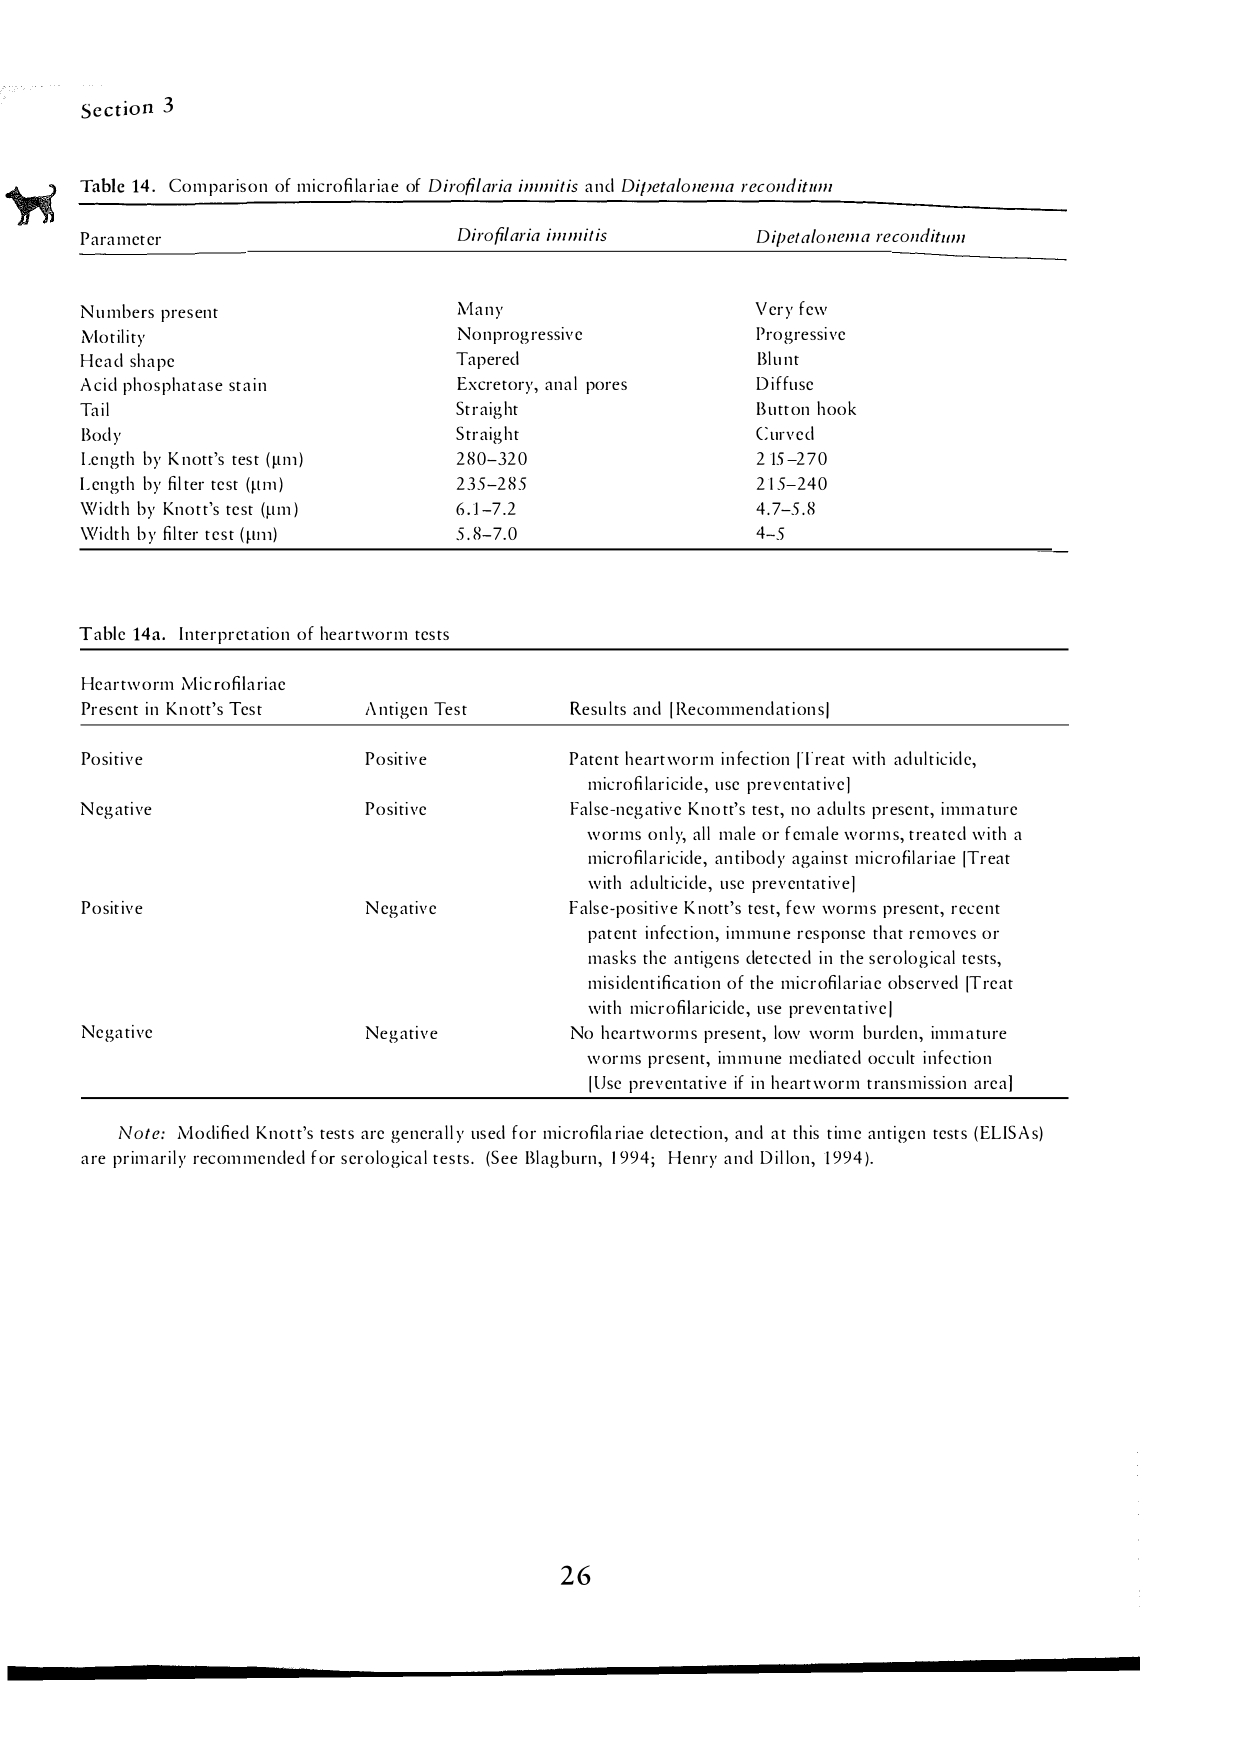 Section 3
Table 14. Comparison of microfilariae of Dirofilaria immitis and Dipetalonema reconditum
Parameter Dirofilaria immitis Dipetalonema reconditum
Numbers present Many Very few
Motility Nonprogressive Progressive
Head shape Tapered Blunt
Acid phosphatase stain Excretory, anal pores Diffuse
Tail Straight Button hook
Body Straight Curved
Length by Knott's test (µm) 280–320 215–270
Length by filter test (µm) 235–285 215–240
Width by Knott's test (µm) 6.1–7.2 4.7–5.8
Width by filter test (µm) 5.8–7.0 4–5
Table 14a. Interpretation of heartworm tests
Heartworm Microfilariae
Present in Knott's Test Antigen Test Results and [Recommendations]
Positive Positive Patent heartworm infection [Treat with adulticide,
microfilaricide, use preventative]
Negative Positive False-negative Knott's test, no adults present, immature
worms only, all male or female worms, treated with a
microfilaricide, antibody against microfilariae [Treat
with adulticide, use preventative]
Positive Negative False-positive Knott's test, few worms present, recent
patent infection, immune response that removes or
masks the antigens detected in the serological tests,
misidentification of the microfilariae observed [Treat
with microfilaricide, use preventative]
Negative Negative No heartworms present, low worm burden, immature
worms present, immune mediated occult infection
[Use preventative if in heartworm transmission area]
Note: Modified Knott's tests are generally used for microfilariae detection, and at this time antigen tests (ELISAs)
are primarily recommended for serological tests. (See Blagburn, 1994; Henry and Dillon, 1994).
26